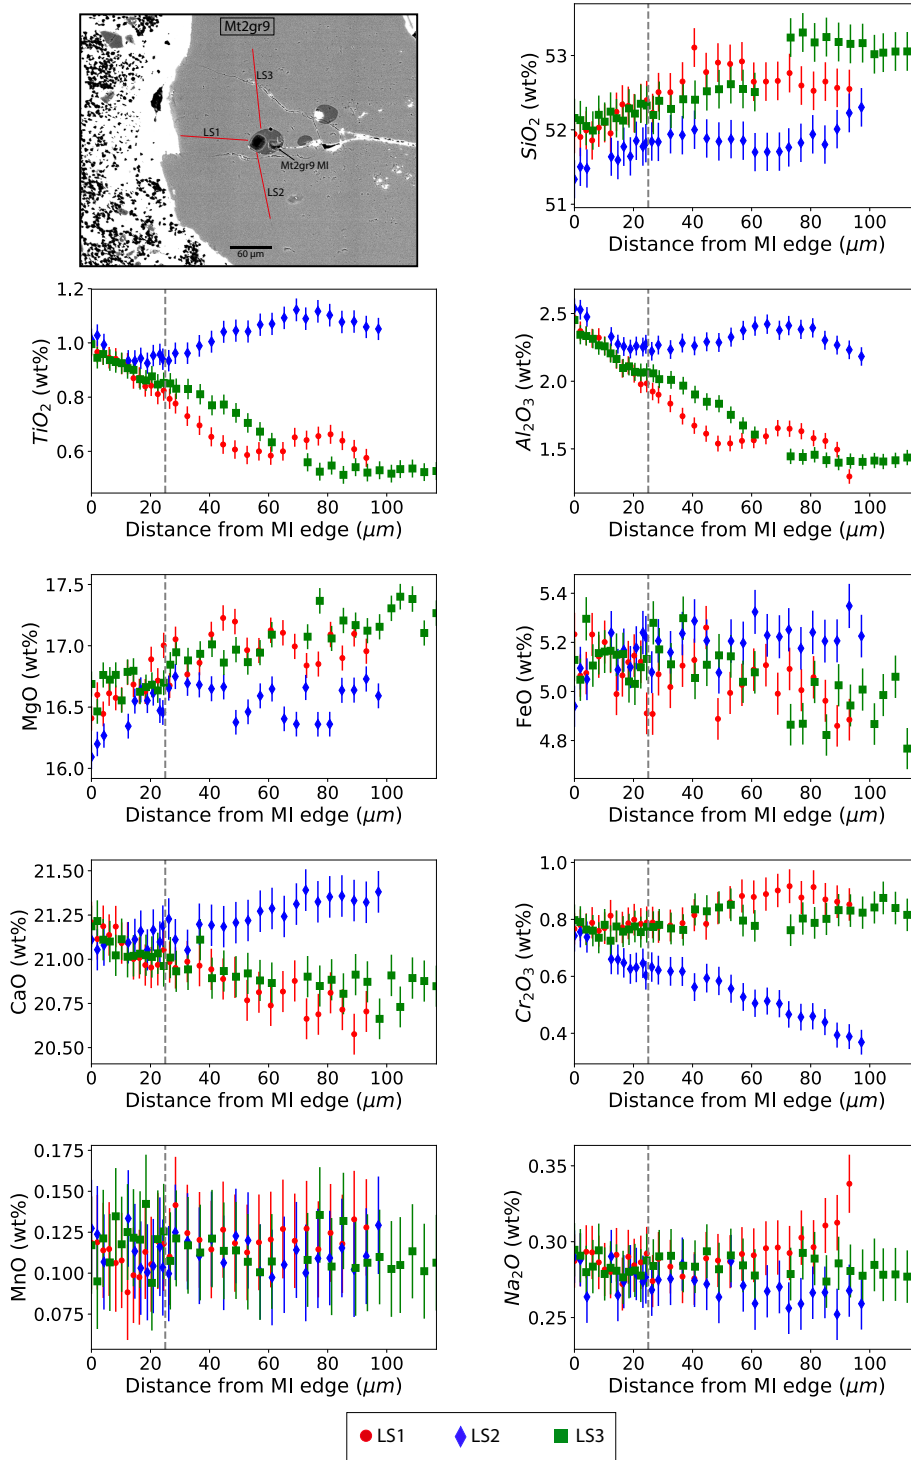 Mt2gr9
LS3
LS1
Mt2gr9 MI
LS2
60 μm
53
52
51
SiO2 (wt%)
0 20 40 60 80 100
Distance from MI edge (μm)
1.2
1.0
0.8
0.6
TiO2 (wt%)
0 20 40 60 80 100
Distance from MI edge (μm)
2.5
2.0
1.5
Al2O3 (wt%)
0 20 40 60 80 100
Distance from MI edge (μm)
17.5
17.0
16.5
16.0
MgO (wt%)
0 20 40 60 80 100
Distance from MI edge (μm)
5.4
5.2
5.0
4.8
FeO (wt%)
0 20 40 60 80 100
Distance from MI edge (μm)
21.50
21.25
21.00
20.75
20.50
CaO (wt%)
0 20 40 60 80 100
Distance from MI edge (μm)
1.0
0.8
0.6
0.4
Cr2O3 (wt%)
0 20 40 60 80 100
Distance from MI edge (μm)
0.175
0.150
0.125
0.100
0.075
MnO (wt%)
0 20 40 60 80 100
Distance from MI edge (μm)
0.35
0.30
0.25
Na2O (wt%)
0 20 40 60 80 100
Distance from MI edge (μm)
LS1 LS2 LS3